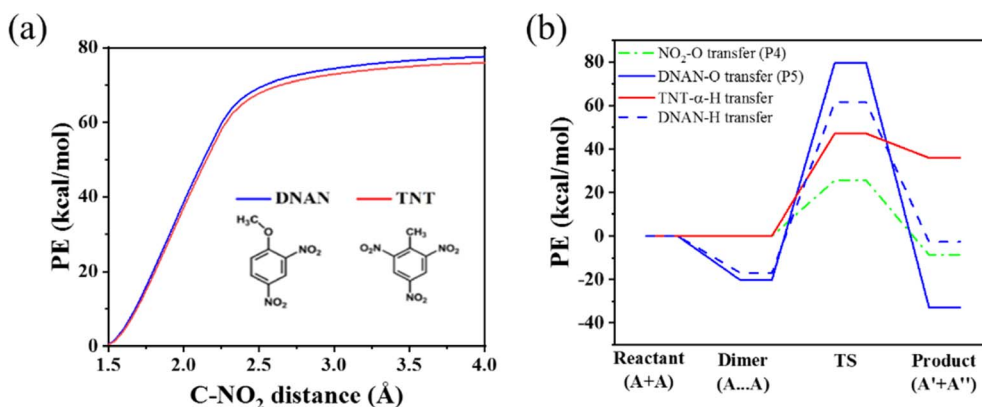 (a)
PE (kcal/mol)
80
60
40
20
0
1.5 2.0 2.5 3.0 3.5 4.0
C-NO2 distance (Å)
DNAN TNT
H3C
O
NO2
NO2
CH3
O2N NO2
NO2
(b)
PE (kcal/mol)
80
60
40
20
0
-20
-40
NO2-O transfer (P4)
DNAN-O transfer (P5)
TNT-α-H transfer
DNAN-H transfer
Reactant Dimer TS Product
(A+A) (A...A) (A'+A'')